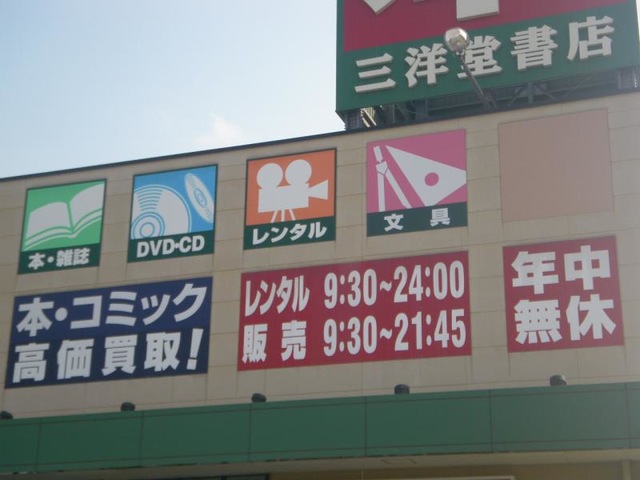 三洋堂書店
本・雑誌
DVD・CD
レンタル
文具
本・コミック
高価買取!
レンタル 9:30~24:00
販売 9:30~21:45
年中
無休